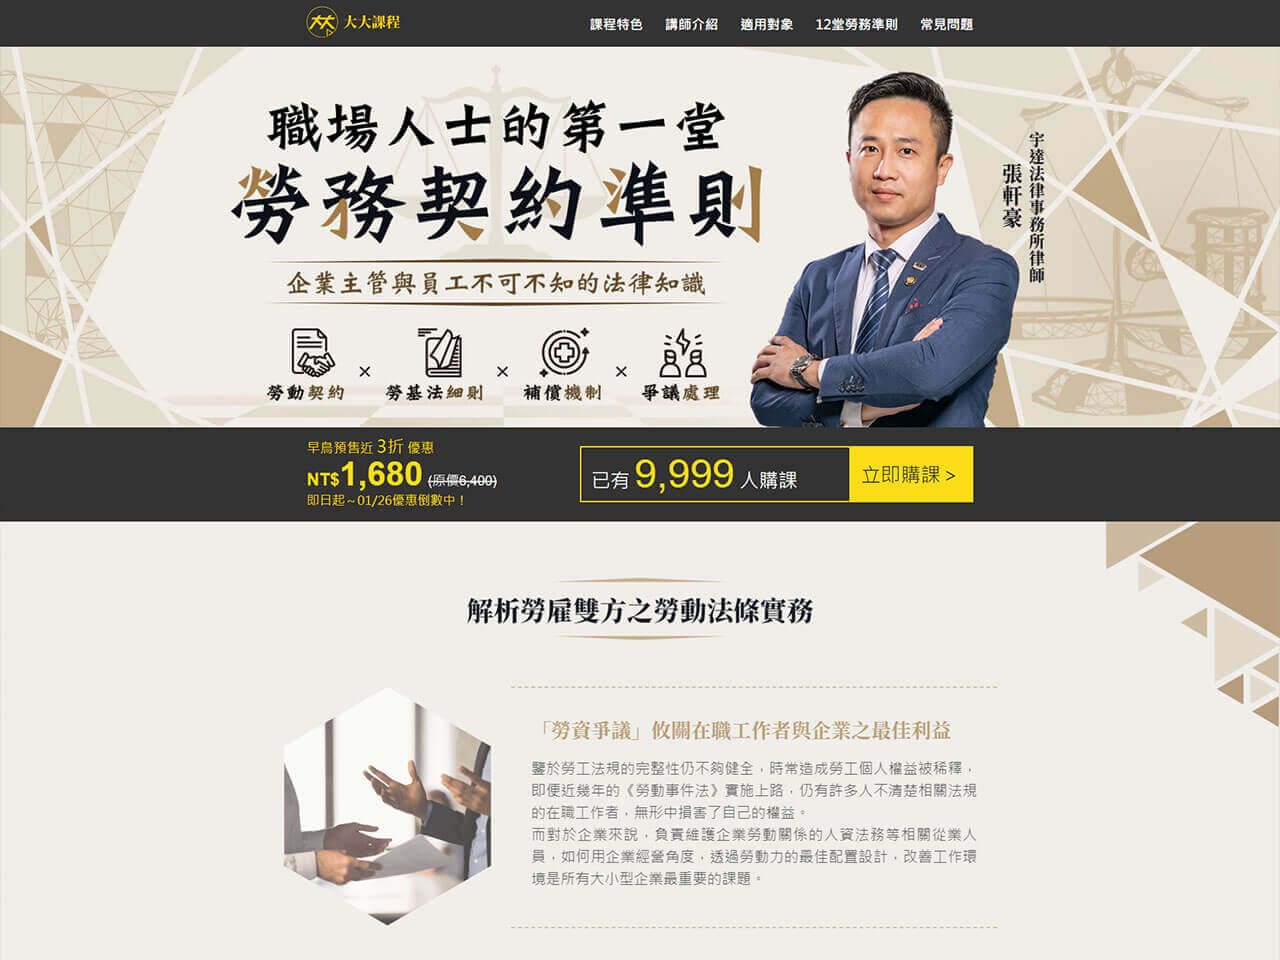 大大課程
課程特色 講師介紹 適用對象 12堂勞務準則 常見問題
職場人士的第一堂
勞務契約準則
企業主管與員工不可不知的法律知識
勞動契約 × 勞基法細則 × 補償機制 × 爭議處理
宇達法律事務所律師
張軒豪
早鳥預售近 3折 優惠
NT$1,680 (原價6,400)
即日起~01/26優惠倒數中！
已有 9,999 人購課
立即購課 >
解析勞雇雙方之勞動法條實務
「勞資爭議」攸關在職工作者與企業之最佳利益
鑒於勞工法規的完整性仍不夠健全，時常造成勞工個人權益被稀釋，
即便近幾年的《勞動事件法》實施上路，仍有許多人不清楚相關法規
的在職工作者，無形中損害了自己的權益。
而對於企業來說，負責維護企業勞動關係的人資法務等相關從業人
員，如何用企業經營角度，透過勞動力的最佳配置設計，改善工作環
境是所有大小型企業最重要的課題。